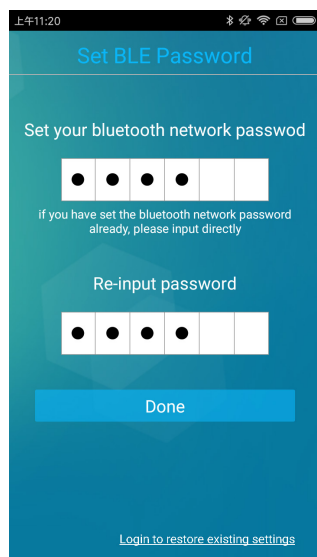 上午11:20
Set BLE Password
Set your bluetooth network passwod
if you have set the bluetooth network password
already, please input directly
Re-input password
Done
Login to restore existing settings